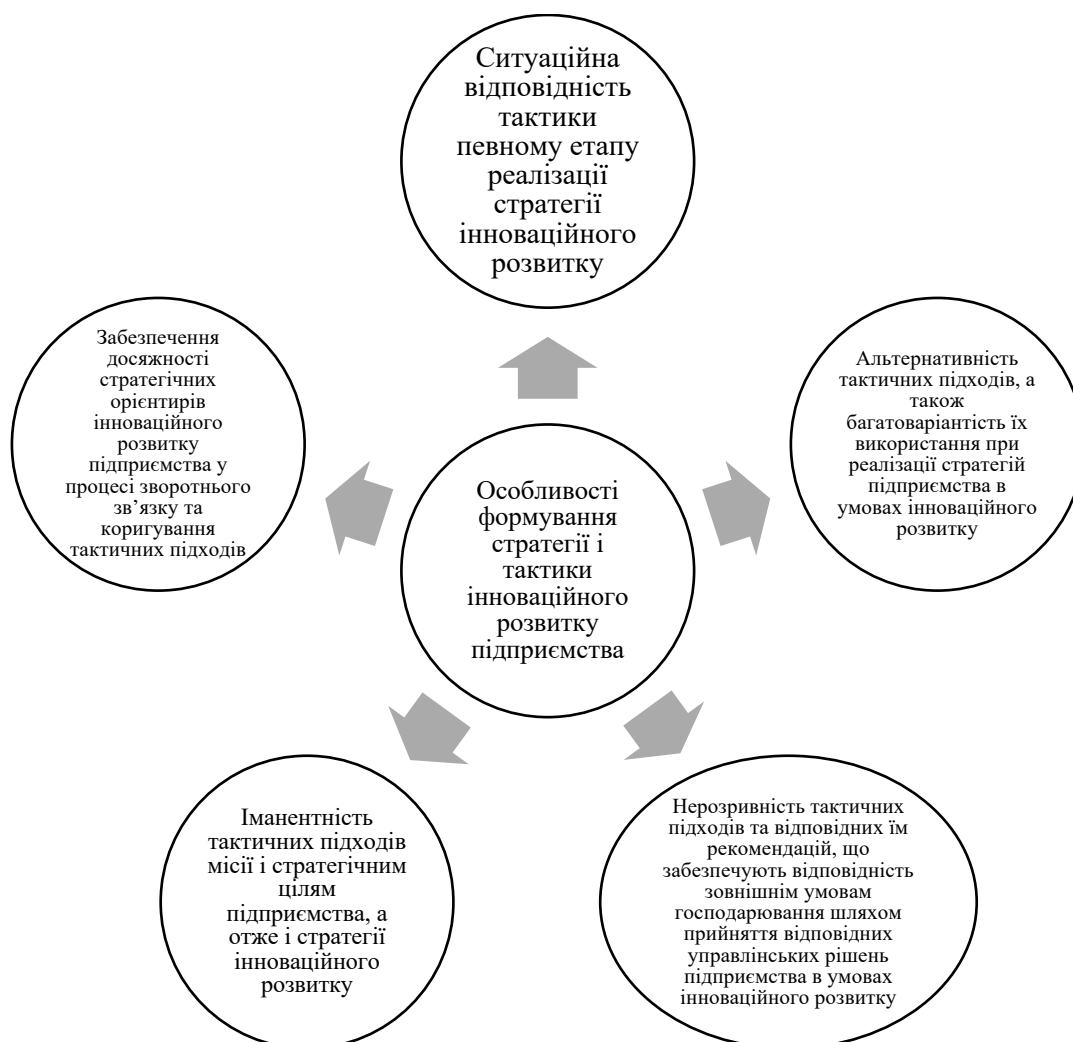 Ситуаційна
відповідність
тактики
певному етапу
реалізації
стратегії
інноваційного
розвитку
Забезпечення
досяжності
стратегічних
орієнтирів
інноваційного
розвитку
підприємства у
процесі зворотнього
зв’язку та
коригування
тактичних підходів
Альтернативність
тактичних підходів, а
також
багатоваріантість їх
використання при
реалізації стратегій
підприємства в
умовах інноваційного
розвитку
Особливості
формування
стратегії і
тактики
інноваційного
розвитку
підприємства
Іманентність
тактичних підходів
місії і стратегічним
цілям
підприємства, а
отже і стратегії
інноваційного
розвитку
Нерозривність тактичних
підходів та відповідних їм
рекомендацій, що
забезпечують відповідність
зовнішнім умовам
господарювання шляхом
прийняття відповідних
управлінських рішень
підприємства в умовах
інноваційного розвитку